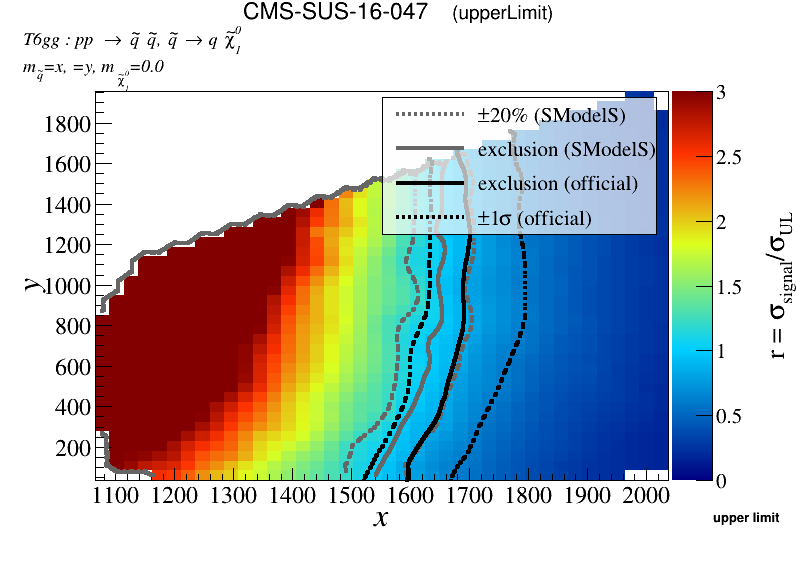 CMS-SUS-16-047 (upperLimit)
T6gg : pp → q̃ q̃, q̃ → q χ̃⁰₁
m_q̃=x, =y, m_χ̃⁰₁=0.0
±20% (SModelS)
exclusion (SModelS)
exclusion (official)
±1σ (official)
1800
1600
1400
1200
1000
800
600
400
200
y
1100 1200 1300 1400 1500 1600 1700 1800 1900 2000
x
3
2.5
2
1.5
1
0.5
0
r = σ_signal/σ_UL
upper limit